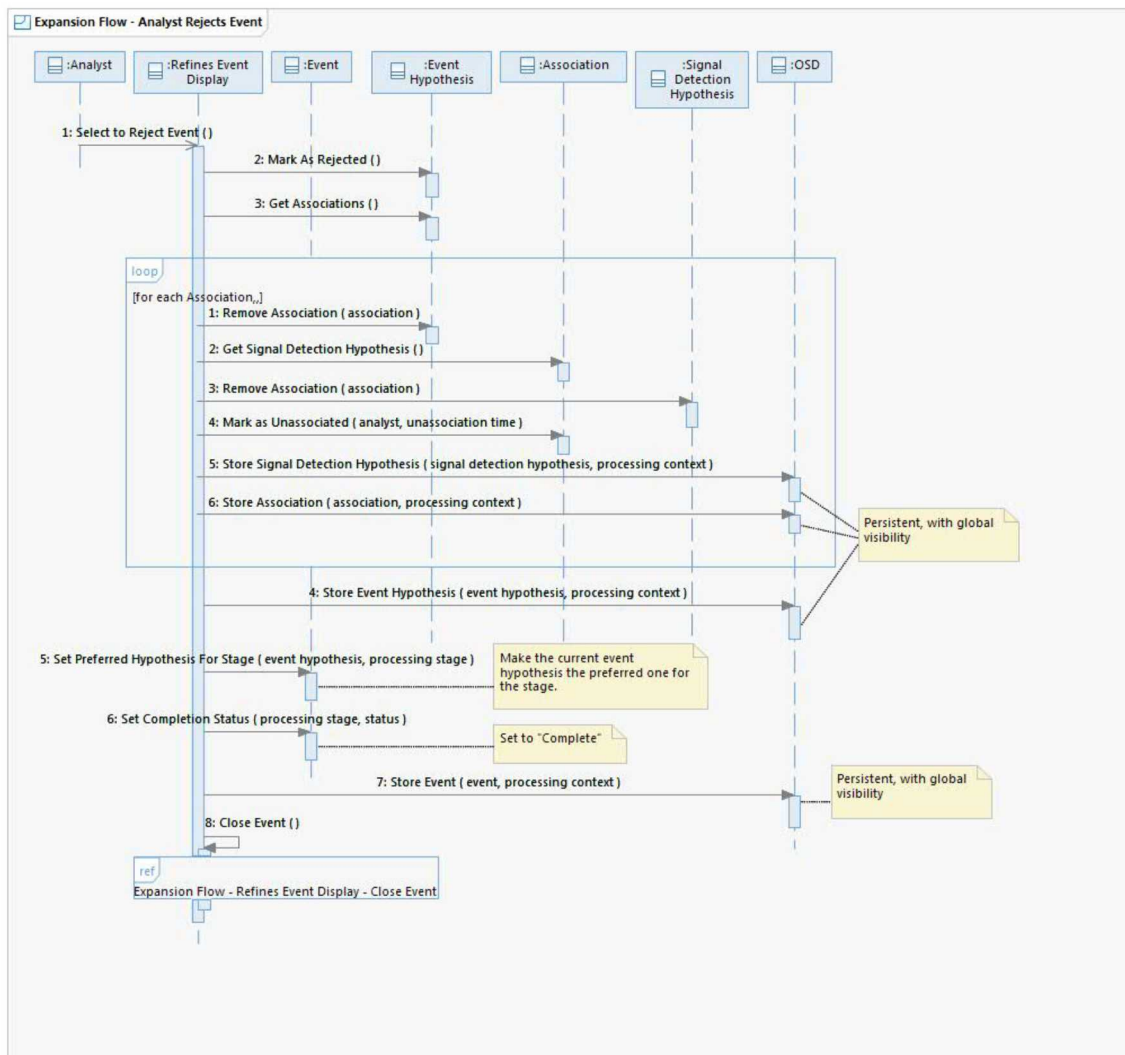 Expansion Flow - Analyst Rejects Event
:Analyst
:Refines Event
Display
:Event
:Event
Hypothesis
:Association
:Signal
Detection
Hypothesis
:OSD
1: Select to Reject Event ( )
2: Mark As Rejected ( )
3: Get Associations ( )
loop
[for each Association,,]
1: Remove Association ( association )
2: Get Signal Detection Hypothesis ( )
3: Remove Association ( association )
4: Mark as Unassociated ( analyst, unassociation time )
5: Store Signal Detection Hypothesis ( signal detection hypothesis, processing context )
6: Store Association ( association, processing context )
Persistent, with global
visibility
4: Store Event Hypothesis ( event hypothesis, processing context )
5: Set Preferred Hypothesis For Stage ( event hypothesis, processing stage )
Make the current event
hypothesis the preferred one for
the stage.
6: Set Completion Status ( processing stage, status )
Set to "Complete"
7: Store Event ( event, processing context )
Persistent, with global
visibility
8: Close Event ( )
ref
Expansion Flow - Refines Event Display - Close Event